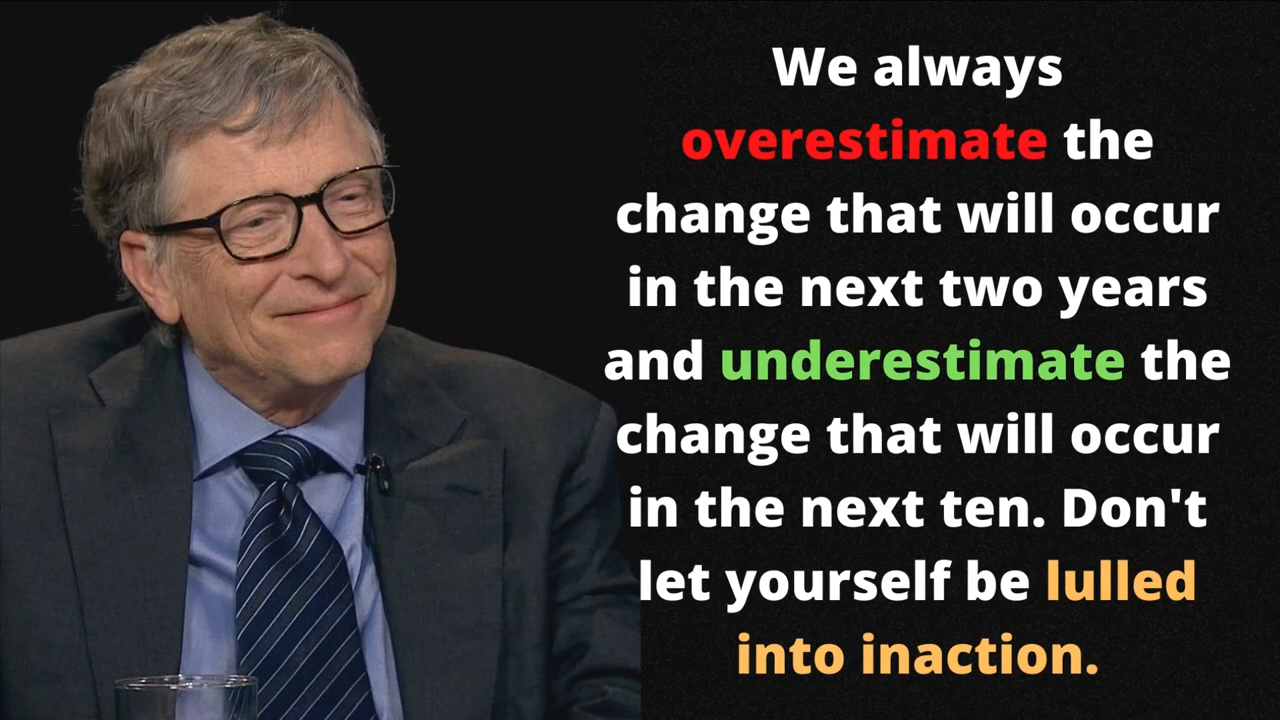 We always
overestimate the
change that will occur
in the next two years
and underestimate the
change that will occur
in the next ten. Don't
let yourself be lulled
into inaction.